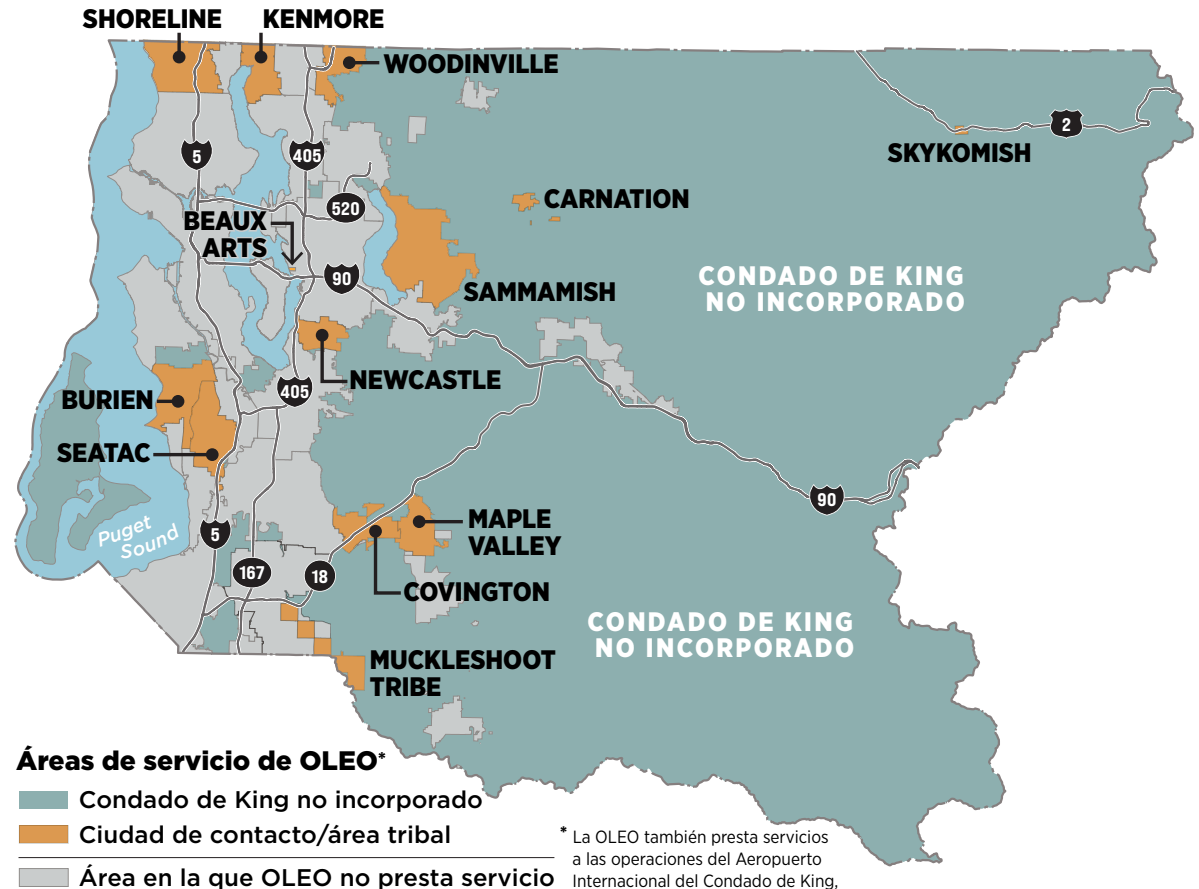 SHORELINE
KENMORE
WOODINVILLE
2
SKYKOMISH
5
405
520
CARNATION
BEAUX
ARTS
90
SAMMAMISH
CONDADO DE KING
NO INCORPORADO
NEWCASTLE
405
BURIEN
SEATAC
90
Puget
Sound
5
MAPLE
VALLEY
167
18
COVINGTON
CONDADO DE KING
NO INCORPORADO
MUCKLESHOOT
TRIBE
Áreas de servicio de OLEO*
Condado de King no incorporado
Ciudad de contacto/área tribal
Área en la que OLEO no presta servicio
* La OLEO también presta servicios
a las operaciones del Aeropuerto
Internacional del Condado de King,